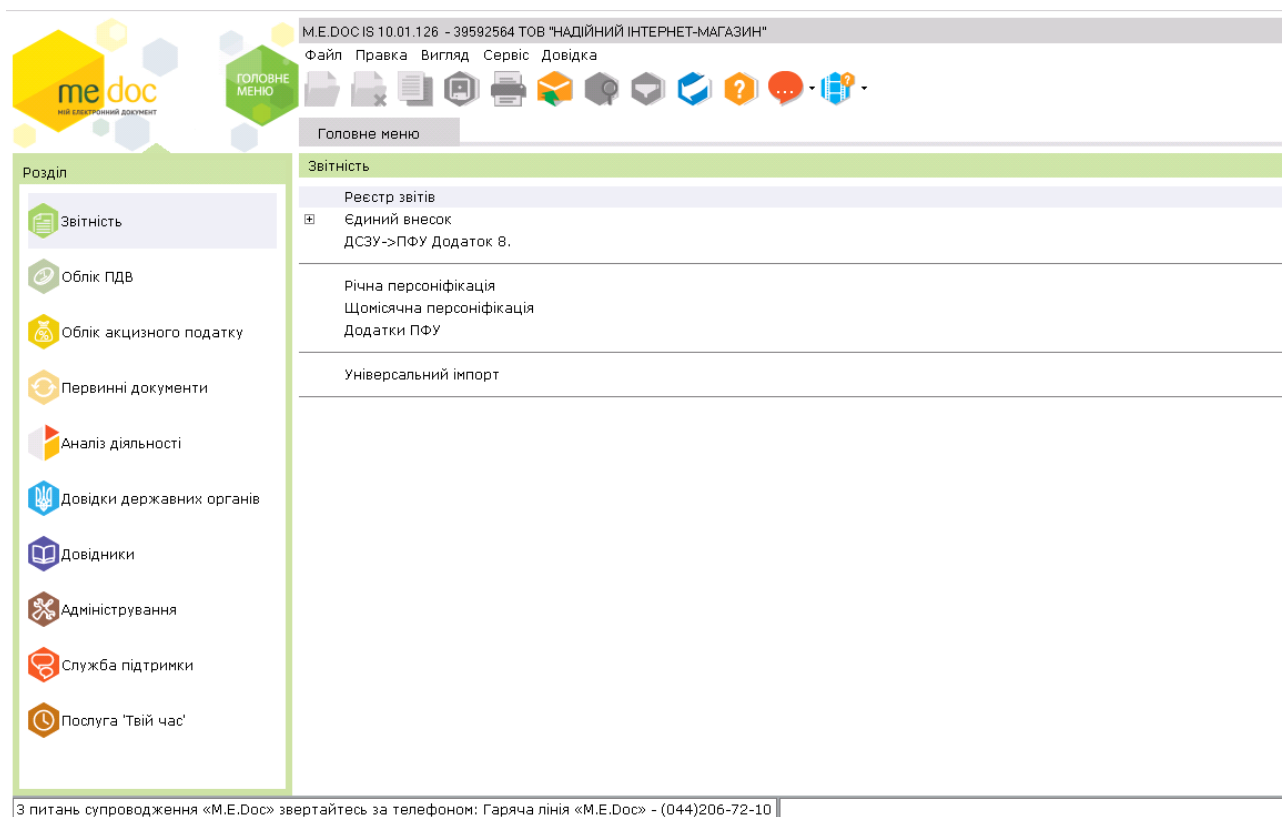 M.E.DOC IS 10.01.126 - 39592564 ТОВ "НАДІЙНИЙ ІНТЕРНЕТ-МАГАЗИН"
Файл Правка Вигляд Сервіс Довідка
me doc
МІЙ ЕЛЕКТРОННИЙ ДОКУМЕНТ
ГОЛОВНЕ
МЕНЮ
Головне меню
Розділ
Звітність
Облік ПДВ
Облік акцизного податку
Первинні документи
Аналіз діяльності
Довідки державних органів
Довідники
Адміністрування
Служба підтримки
Послуга 'Твій час'
Звітність
Реєстр звітів
Єдиний внесок
ДСЗУ->ПФУ Додаток 8.
Річна персоніфікація
Щомісячна персоніфікація
Додатки ПФУ
Універсальний імпорт
З питань супроводження «M.E.Doc» звертайтесь за телефоном: Гаряча лінія «M.E.Doc» - (044)206-72-10